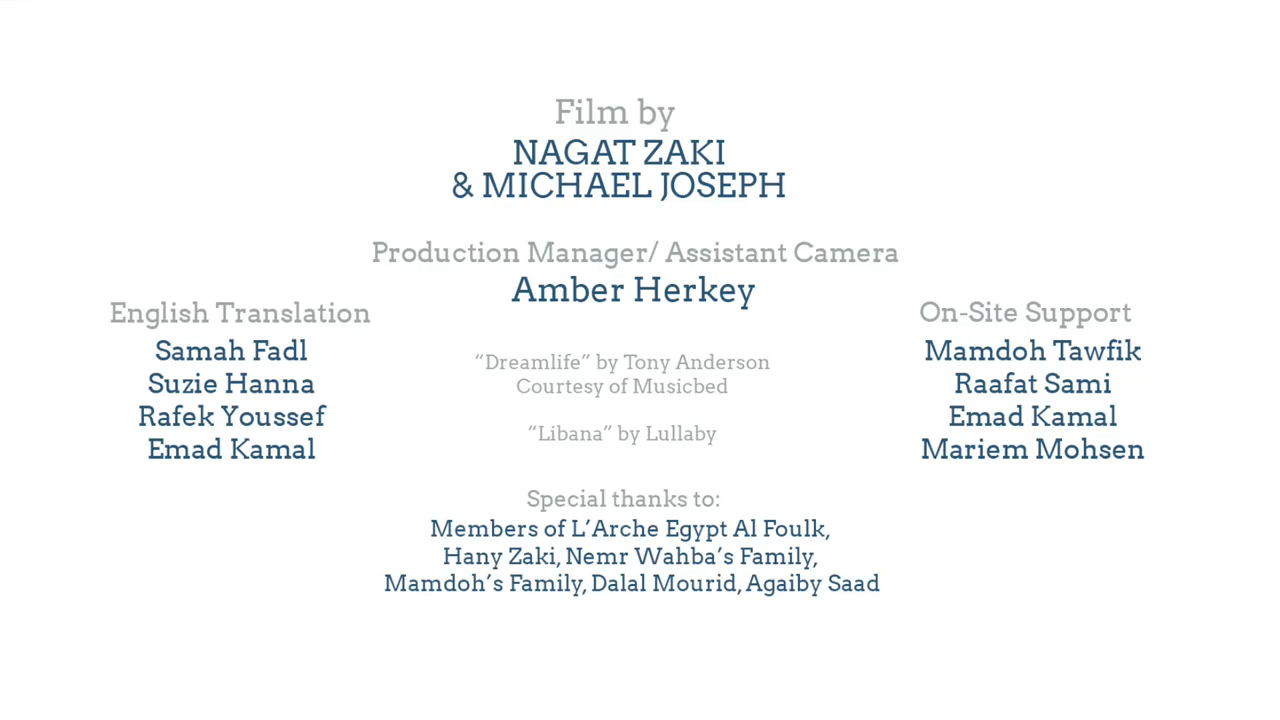 Film by
NAGAT ZAKI
& MICHAEL JOSEPH
Production Manager/ Assistant Camera
Amber Herkey
English Translation
Samah Fadl
Suzie Hanna
Rafek Youssef
Emad Kamal
“Dreamlife” by Tony Anderson
Courtesy of Musicbed
“Libana” by Lullaby
On-Site Support
Mamdoh Tawfik
Raafat Sami
Emad Kamal
Mariem Mohsen
Special thanks to:
Members of L’Arche Egypt Al Foulk,
Hany Zaki, Nemr Wahba’s Family,
Mamdoh’s Family, Dalal Mourid, Agaiby Saad